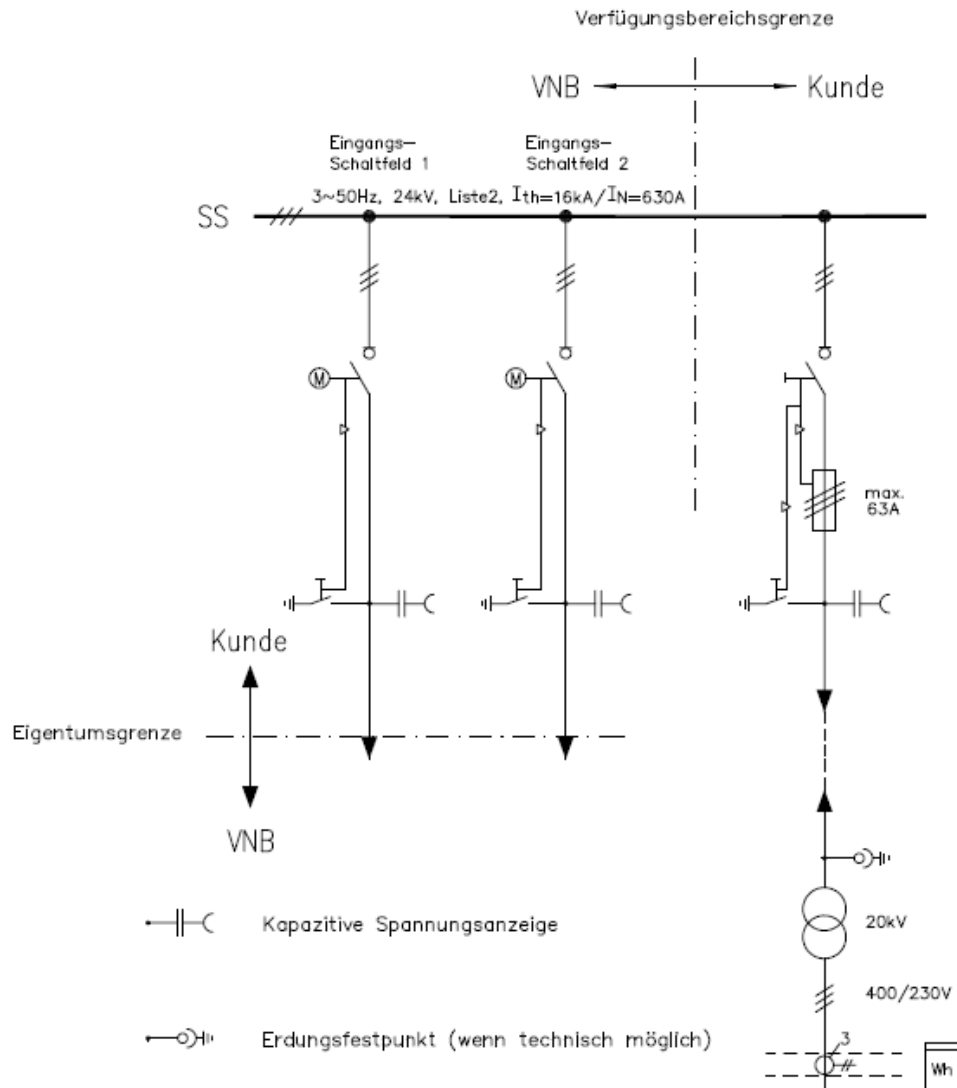 Verfügungsbereichsgrenze
VNB
Kunde
Eingangs-
Schaltfeld 1
Eingangs-
Schaltfeld 2
3~50Hz, 24kV, Liste2, Ith=16kA/IN=630A
SS
M
M
max.
63A
Kunde
Eigentumsgrenze
VNB
Kapazitive Spannungsanzeige
20kV
400/230V
Erdungsfestpunkt (wenn technisch möglich)
3
Wh